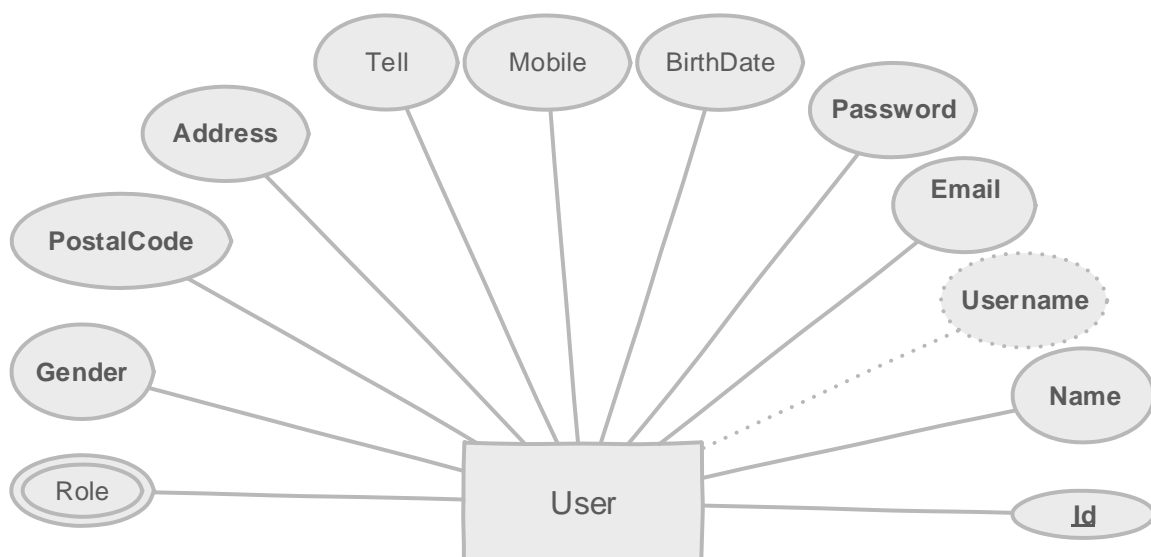 Tell
Mobile
BirthDate
Password
Address
Email
PostalCode
Username
Gender
Name
Role
User
Id